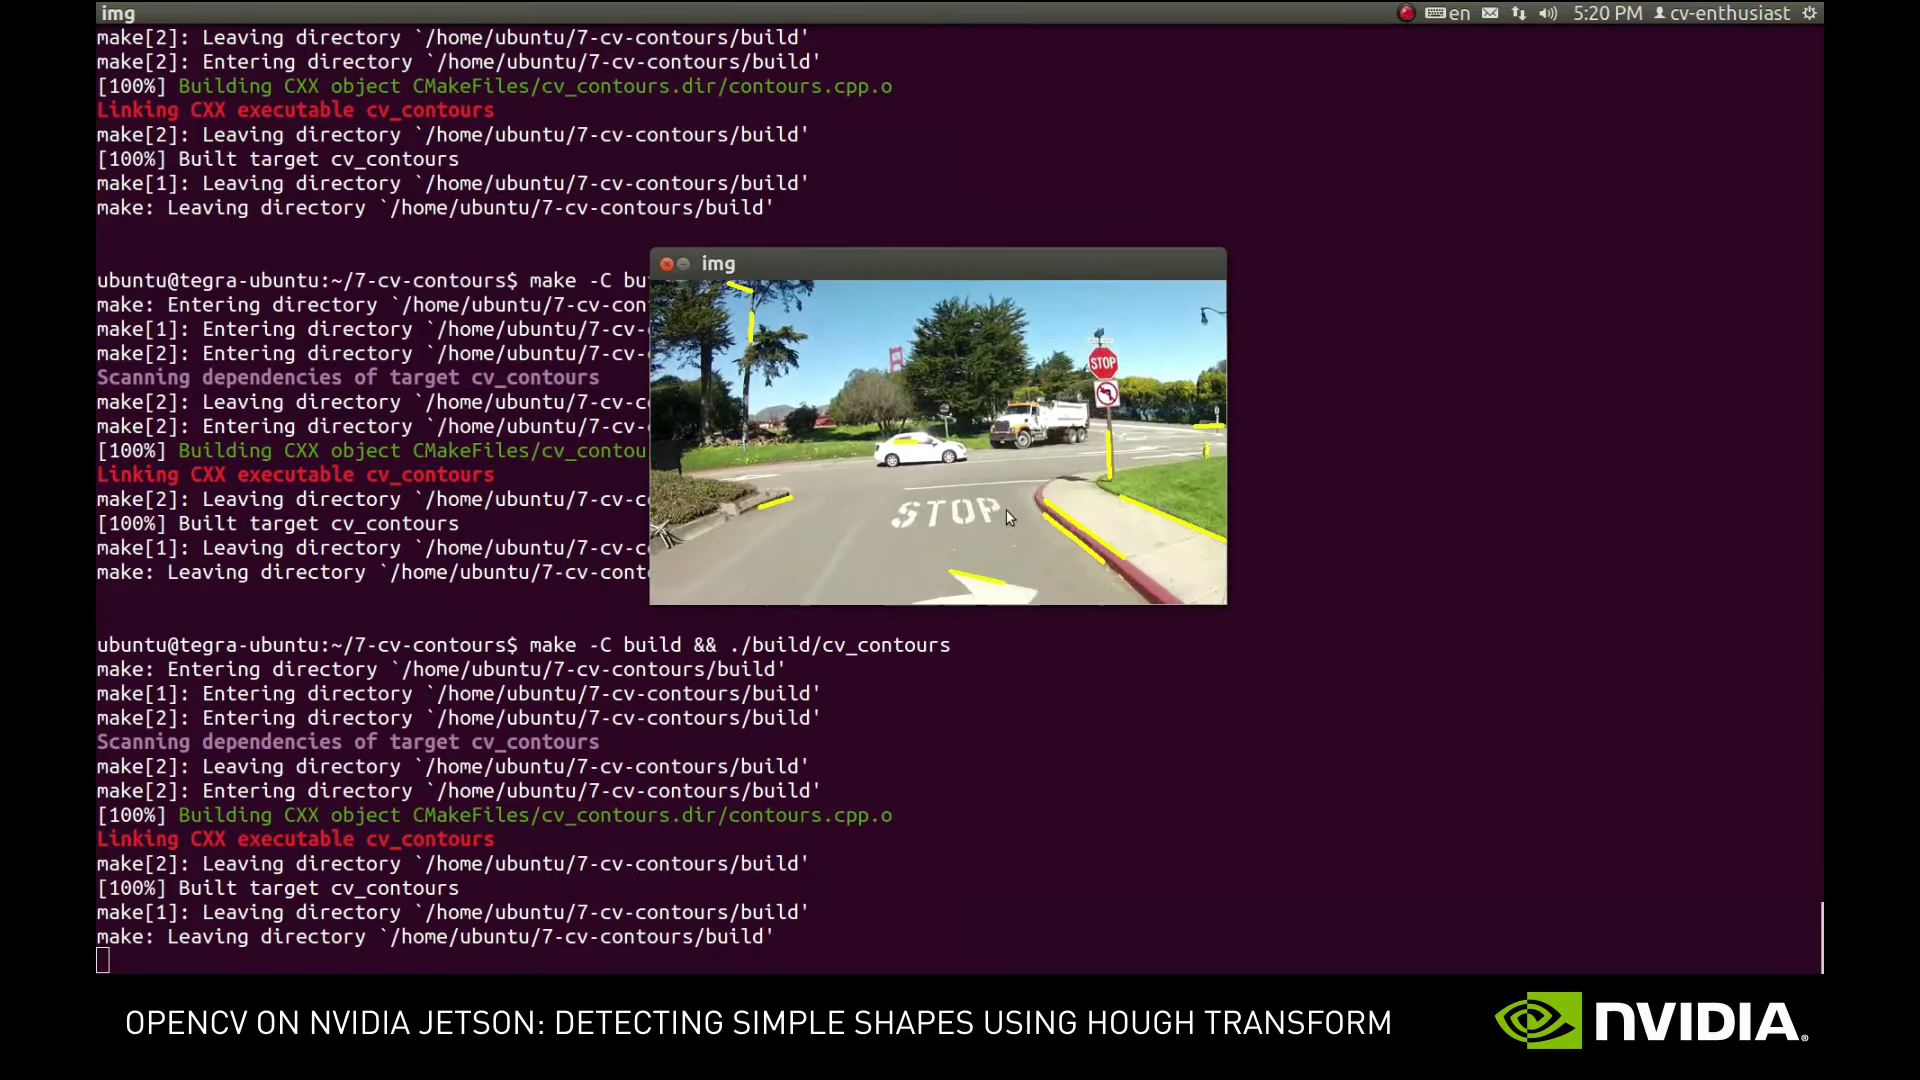 img
en 5:20 PM cv-enthusiast
make[2]: Leaving directory `/home/ubuntu/7-cv-contours/build'
make[2]: Entering directory `/home/ubuntu/7-cv-contours/build'
[100%] Building CXX object CMakeFiles/cv_contours.dir/contours.cpp.o
Linking CXX executable cv_contours
make[2]: Leaving directory `/home/ubuntu/7-cv-contours/build'
[100%] Built target cv_contours
make[1]: Leaving directory `/home/ubuntu/7-cv-contours/build'
make: Leaving directory `/home/ubuntu/7-cv-contours/build'
ubuntu@tegra-ubuntu:~/7-cv-contours$ make -C bu
make: Entering directory `/home/ubuntu/7-cv-cont
make[1]: Entering directory `/home/ubuntu/7-cv-c
make[2]: Entering directory `/home/ubuntu/7-cv-c
Scanning dependencies of target cv_contours
make[2]: Leaving directory `/home/ubuntu/7-cv-co
make[2]: Entering directory `/home/ubuntu/7-cv-c
[100%] Building CXX object CMakeFiles/cv_contou
Linking CXX executable cv_contours
make[2]: Leaving directory `/home/ubuntu/7-cv-co
[100%] Built target cv_contours
make[1]: Leaving directory `/home/ubuntu/7-cv-co
make: Leaving directory `/home/ubuntu/7-cv-conto
img
STOP
STOP
ubuntu@tegra-ubuntu:~/7-cv-contours$ make -C build && ./build/cv_contours
make: Entering directory `/home/ubuntu/7-cv-contours/build'
make[1]: Entering directory `/home/ubuntu/7-cv-contours/build'
make[2]: Entering directory `/home/ubuntu/7-cv-contours/build'
Scanning dependencies of target cv_contours
make[2]: Leaving directory `/home/ubuntu/7-cv-contours/build'
make[2]: Entering directory `/home/ubuntu/7-cv-contours/build'
[100%] Building CXX object CMakeFiles/cv_contours.dir/contours.cpp.o
Linking CXX executable cv_contours
make[2]: Leaving directory `/home/ubuntu/7-cv-contours/build'
[100%] Built target cv_contours
make[1]: Leaving directory `/home/ubuntu/7-cv-contours/build'
make: Leaving directory `/home/ubuntu/7-cv-contours/build'
OPENCV ON NVIDIA JETSON: DETECTING SIMPLE SHAPES USING HOUGH TRANSFORM
NVIDIA